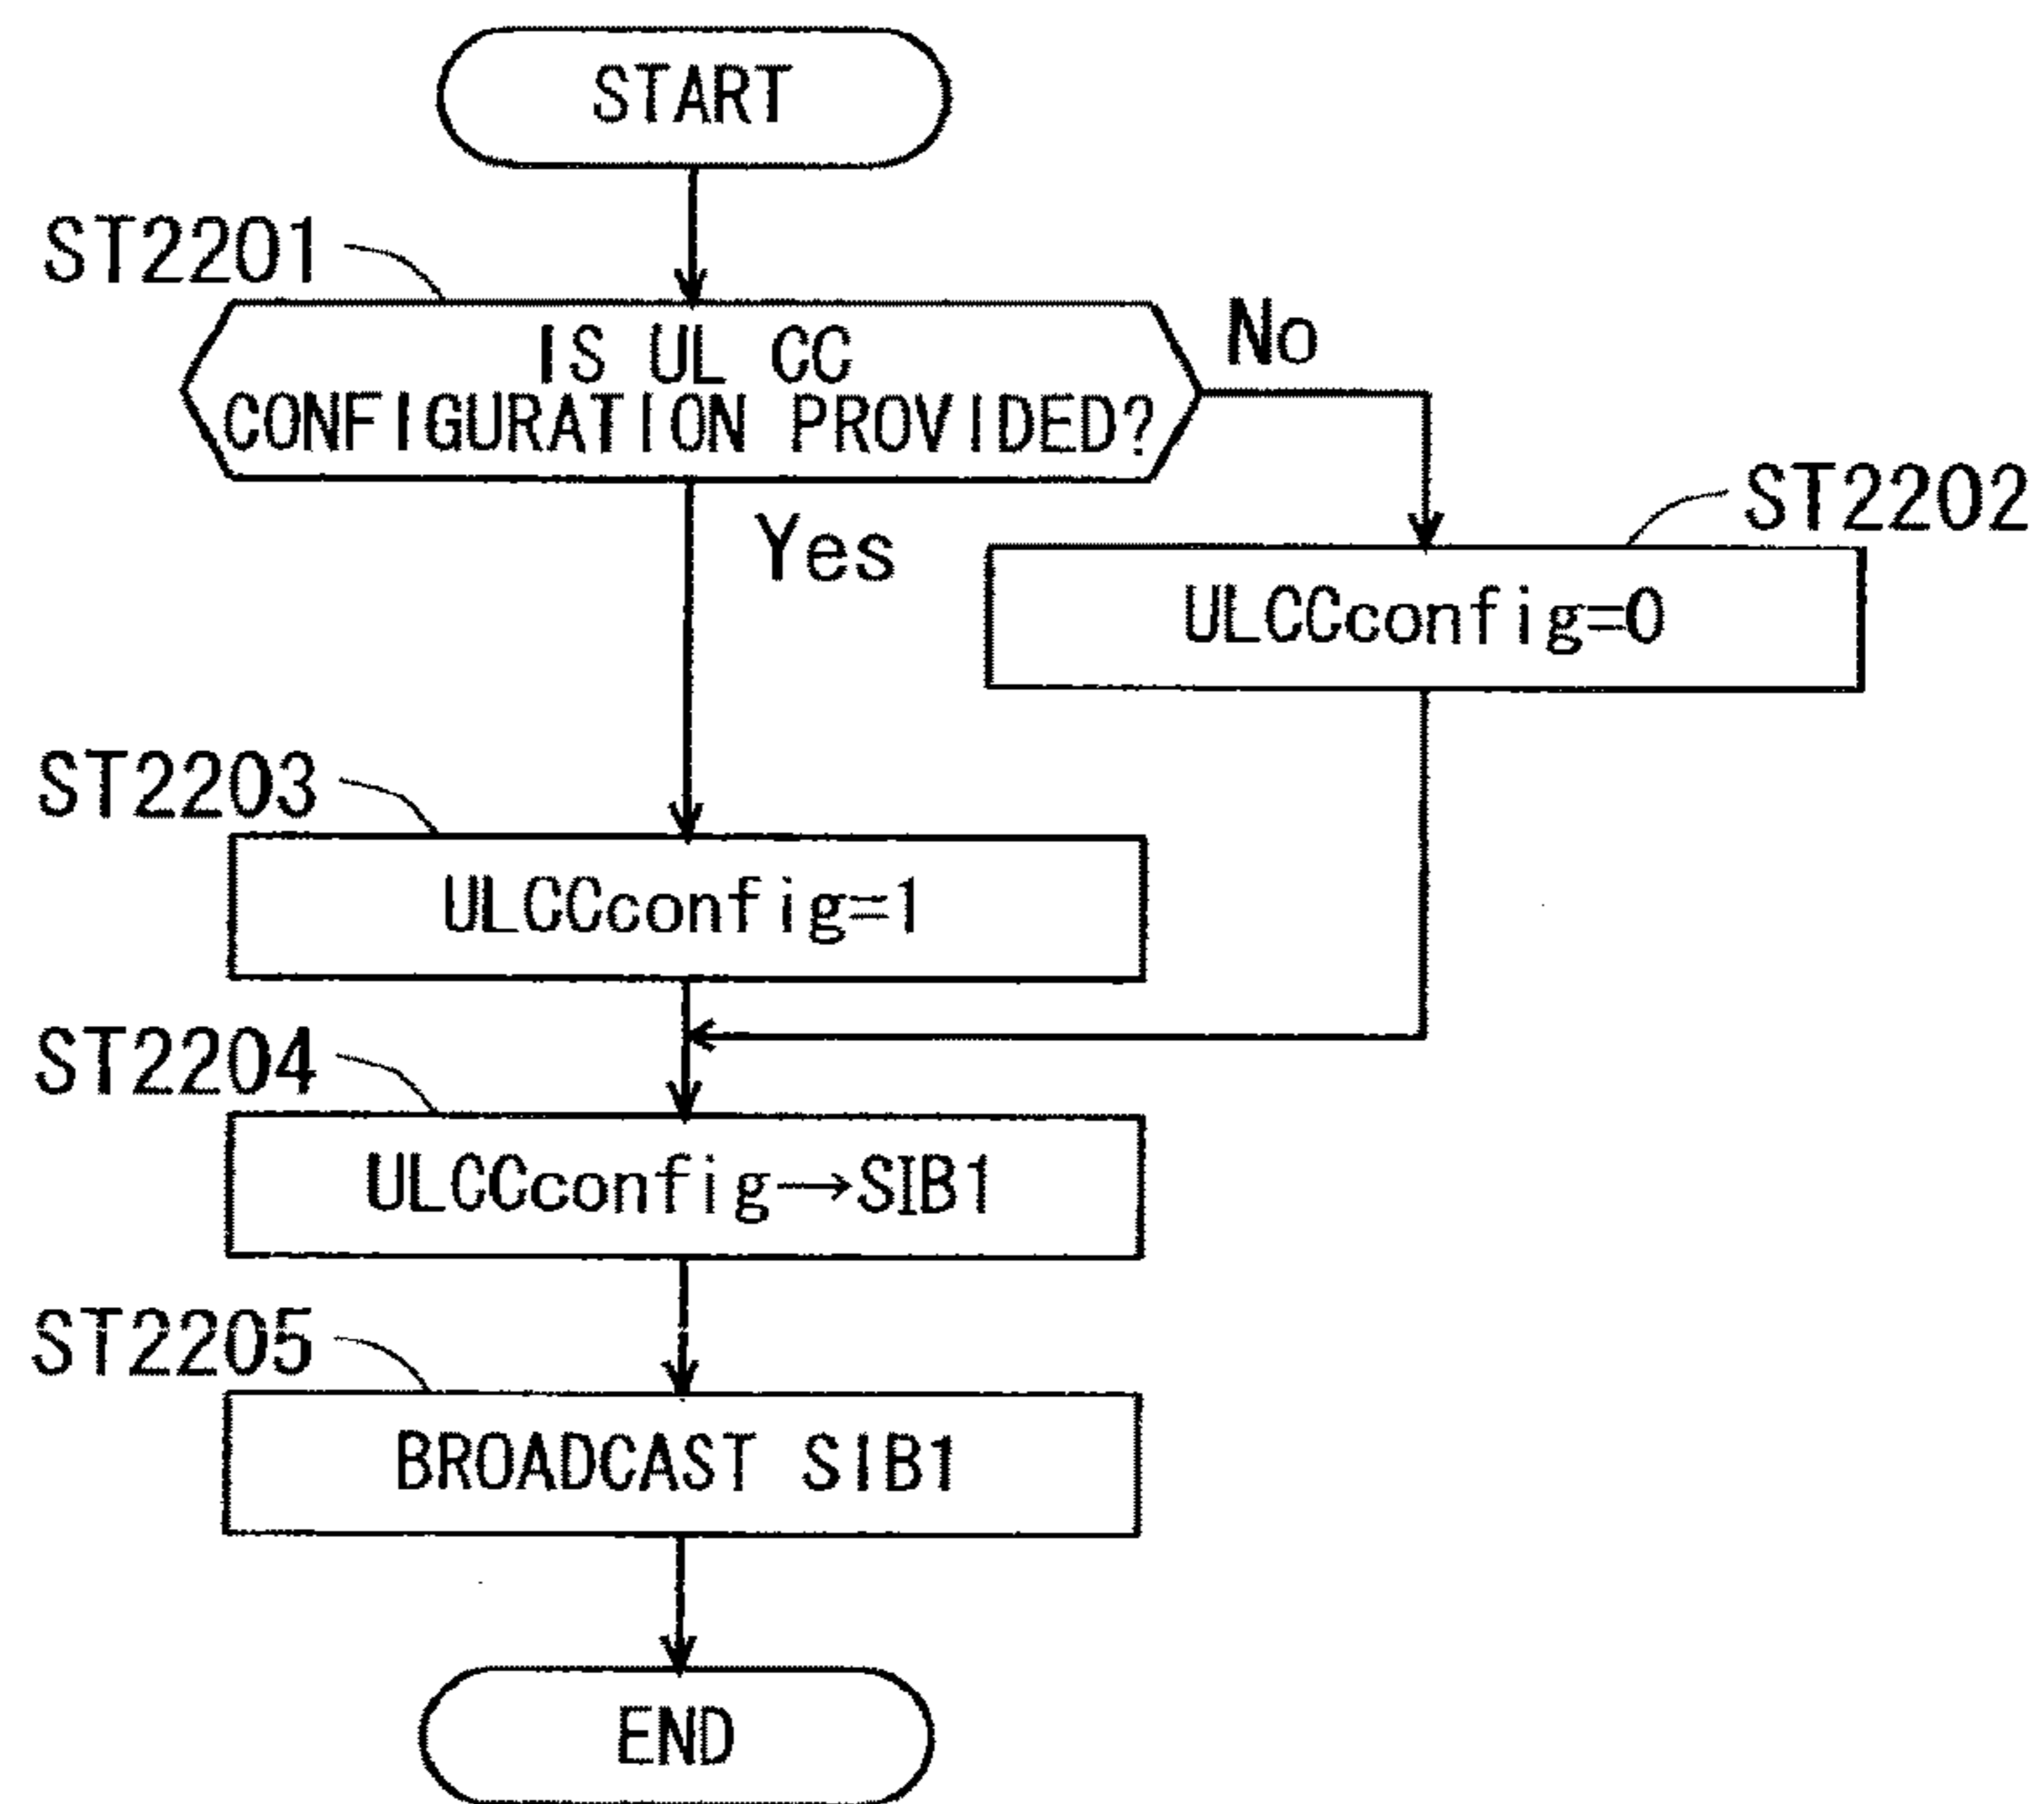 START
ST2201
IS UL CC
CONFIGURATION PROVIDED?
No
Yes
ST2202
ULCCconfig=0
ST2203
ULCCconfig=1
ST2204
ULCCconfig→SIB1
ST2205
BROADCAST SIB1
END